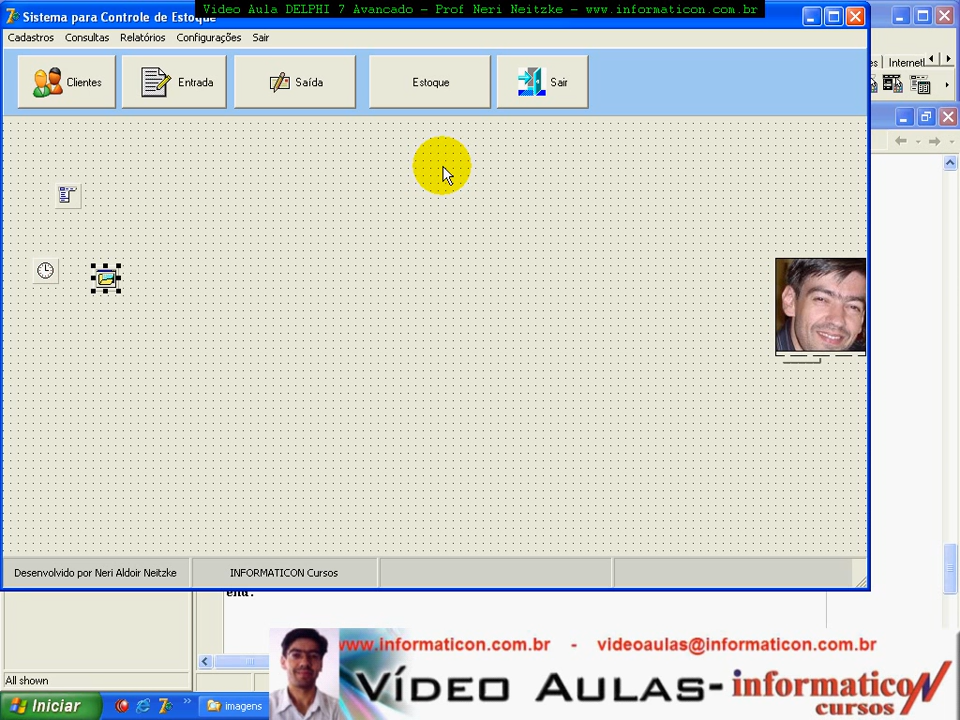 Video Aula DELPHI 7 Avancado - Prof Neri Neitzke - www.informaticon.com.br
Sistema para Controle de Estoque
Cadastros Consultas Relatórios Configurações Sair
Internet
Clientes Entrada Saída Estoque Sair
Desenvolvido por Neri Aldoir Neitzke INFORMATICON Cursos
end.
www.informaticon.com.br - videoaulas@informaticon.com.br
VÍDEO AULAS- informaticon
cursos
All shown
Iniciar imagens